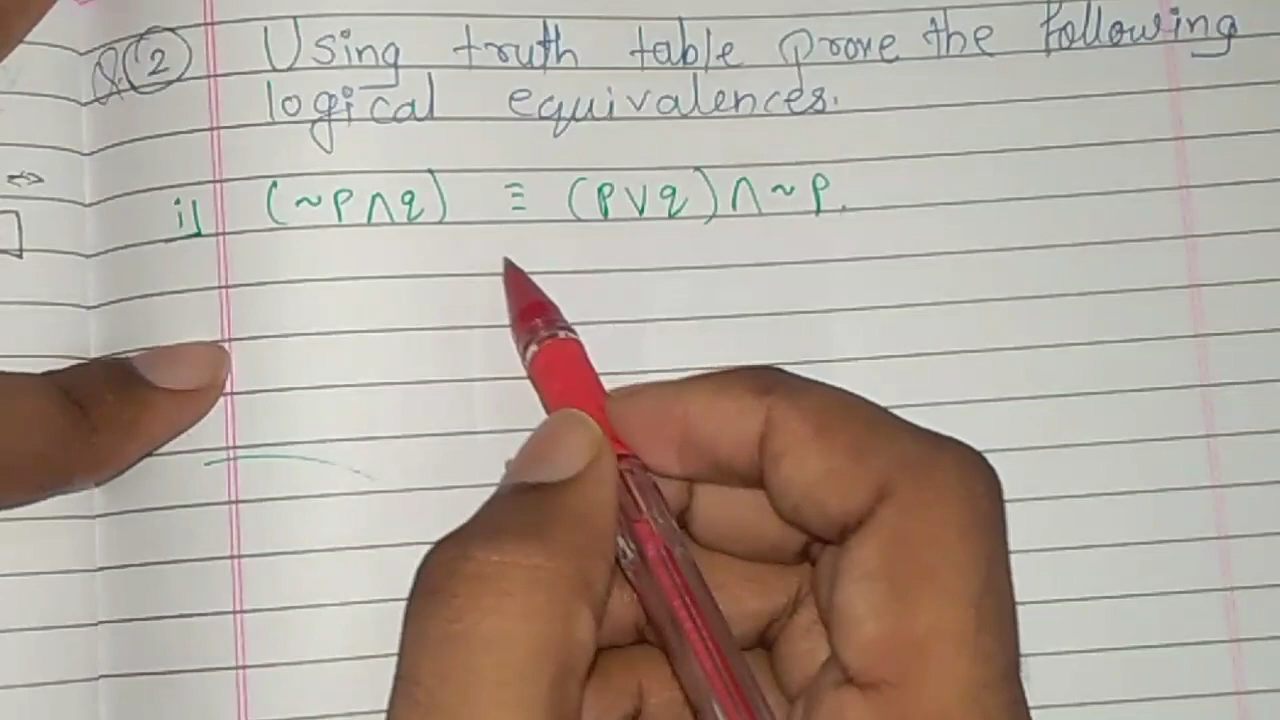 Q.(2) Using truth table prove the following
logical equivalences.
i] (~p∧q) ≡ (p∨q)∧~p.